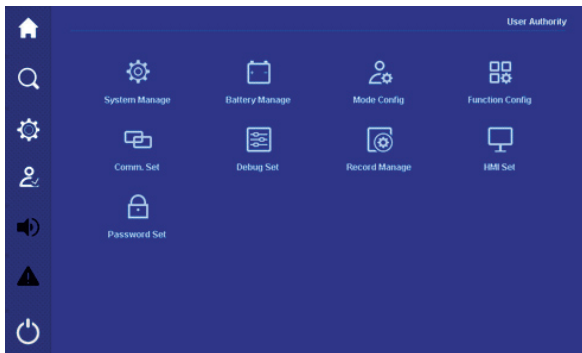 User Authority
System Manage
Battery Manage
Mode Config
Function Config
Comm. Set
Debug Set
Record Manage
HMI Set
Password Set